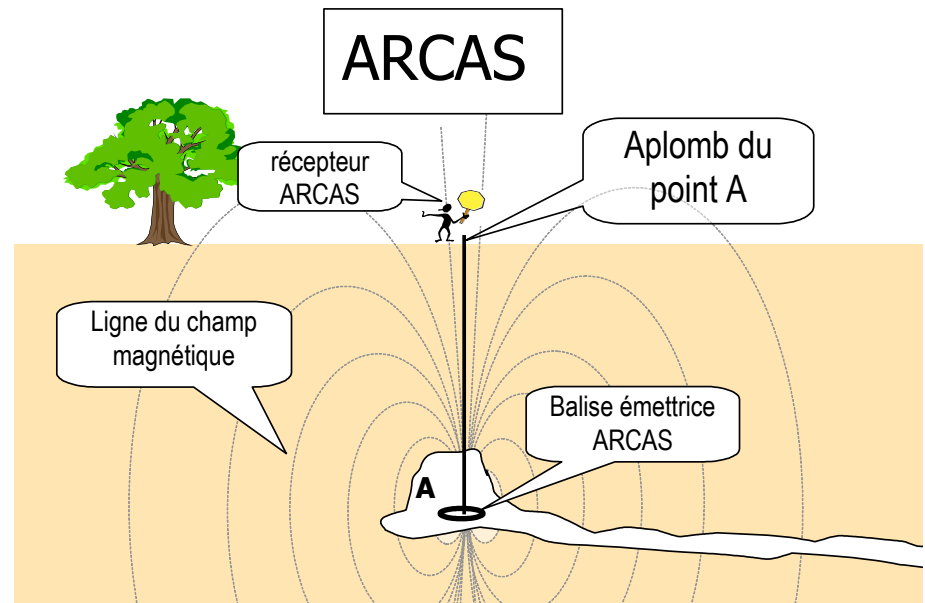 ARCAS
récepteur
ARCAS
Aplomb du
point A
Ligne du champ
magnétique
Balise émettrice
ARCAS
A